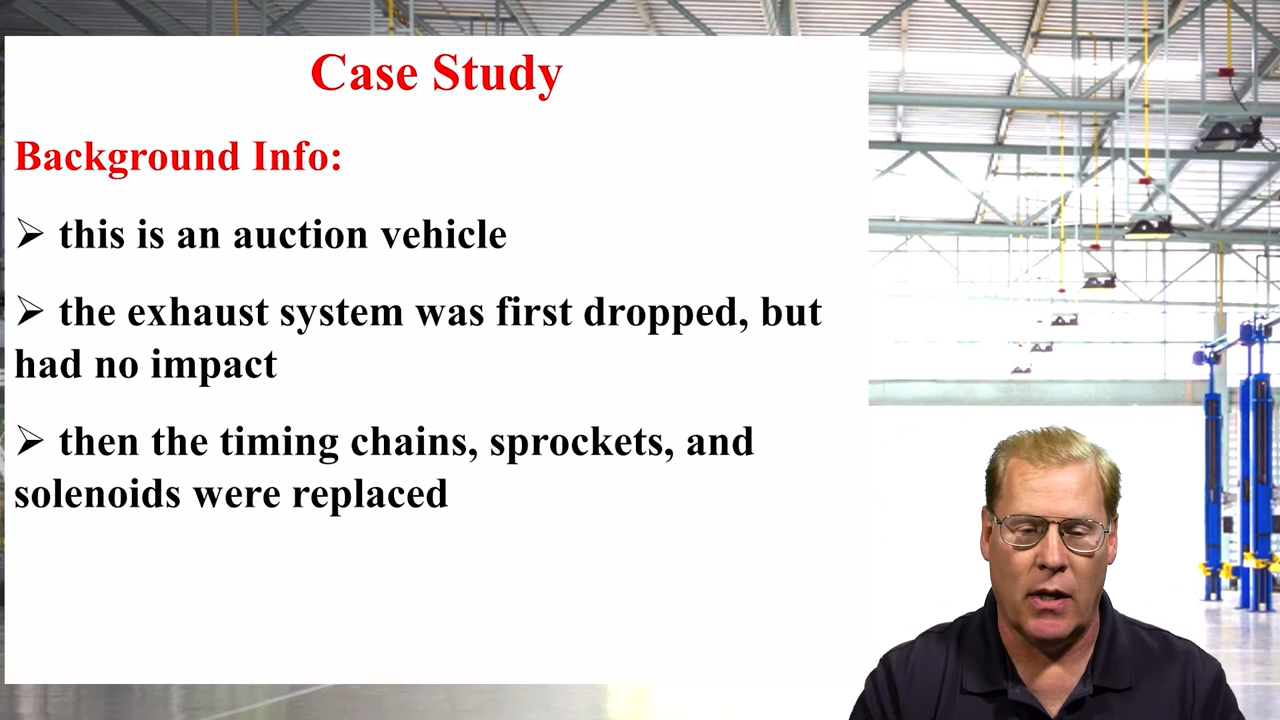 Case Study
Background Info:
➢ this is an auction vehicle
➢ the exhaust system was first dropped, but
had no impact
➢ then the timing chains, sprockets, and
solenoids were replaced